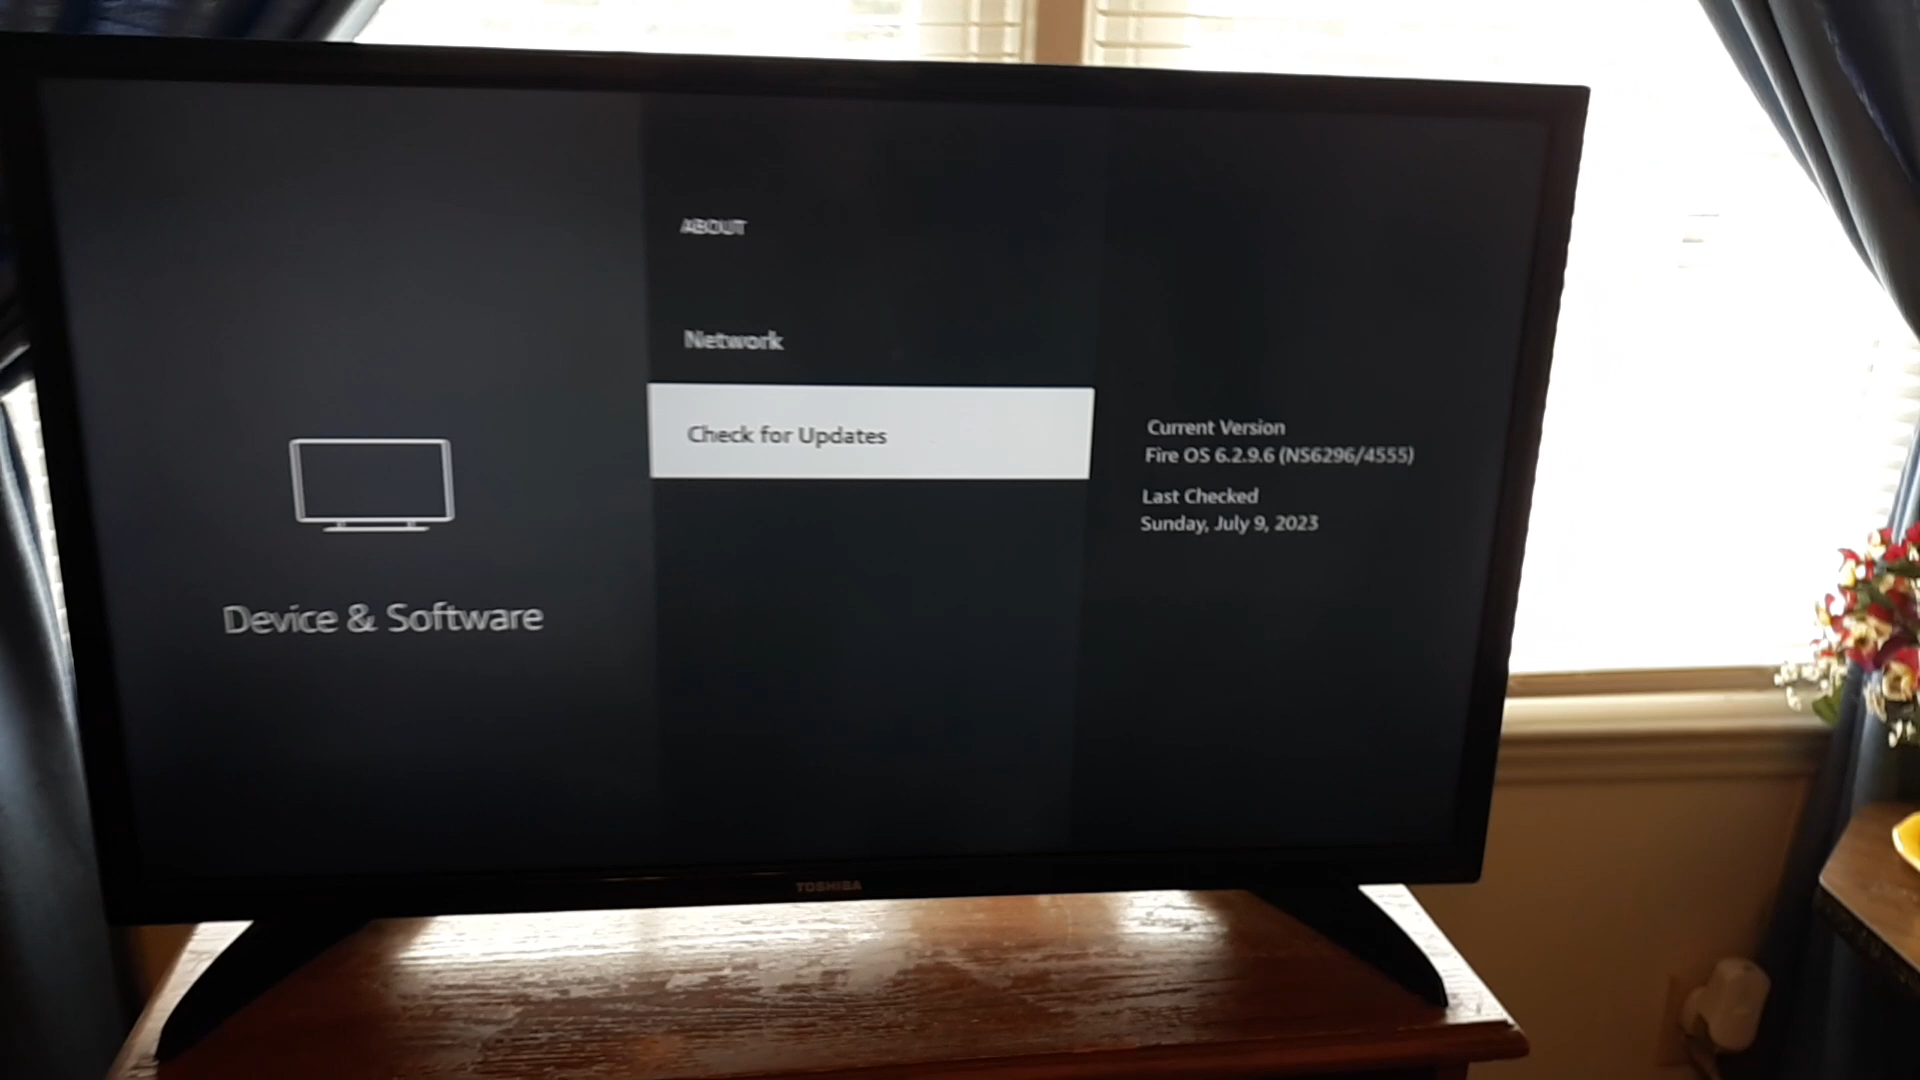 ABOUT
Network
Check for Updates
Current Version
Fire OS 6.2.9.6 (NS6296/4555)
Last Checked
Sunday, July 9, 2023
Device & Software
TOSHIBA